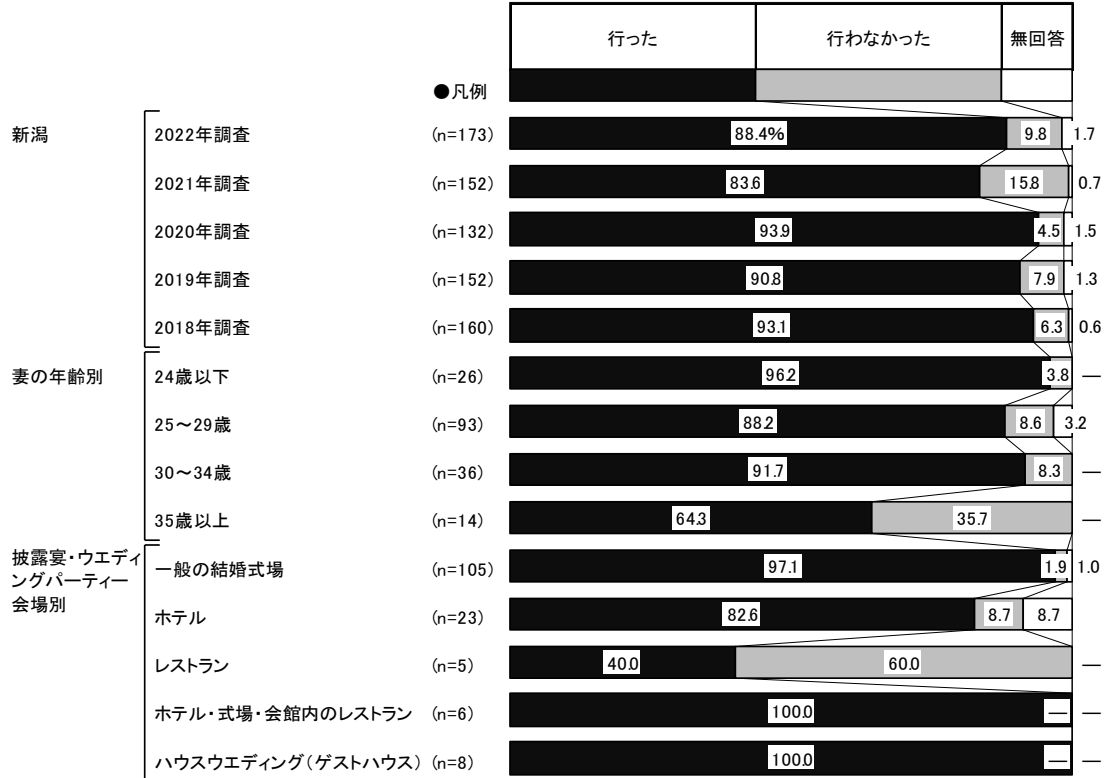 行った 行わなかった 無回答
●凡例
新潟 2022年調査 (n=173) 88.4% 9.8 1.7
2021年調査 (n=152) 83.6 15.8 0.7
2020年調査 (n=132) 93.9 4.5 1.5
2019年調査 (n=152) 90.8 7.9 1.3
2018年調査 (n=160) 93.1 6.3 0.6
妻の年齢別 24歳以下 (n=26) 96.2 3.8 ―
25～29歳 (n=93) 88.2 8.6 3.2
30～34歳 (n=36) 91.7 8.3 ―
35歳以上 (n=14) 64.3 35.7 ―
披露宴・ウエディ
ングパーティー
会場別
一般の結婚式場 (n=105) 97.1 1.9 1.0
ホテル (n=23) 82.6 8.7 8.7
レストラン (n=5) 40.0 60.0 ―
ホテル・式場・会館内のレストラン (n=6) 100.0 ― ―
ハウスウエディング(ゲストハウス) (n=8) 100.0 ― ―